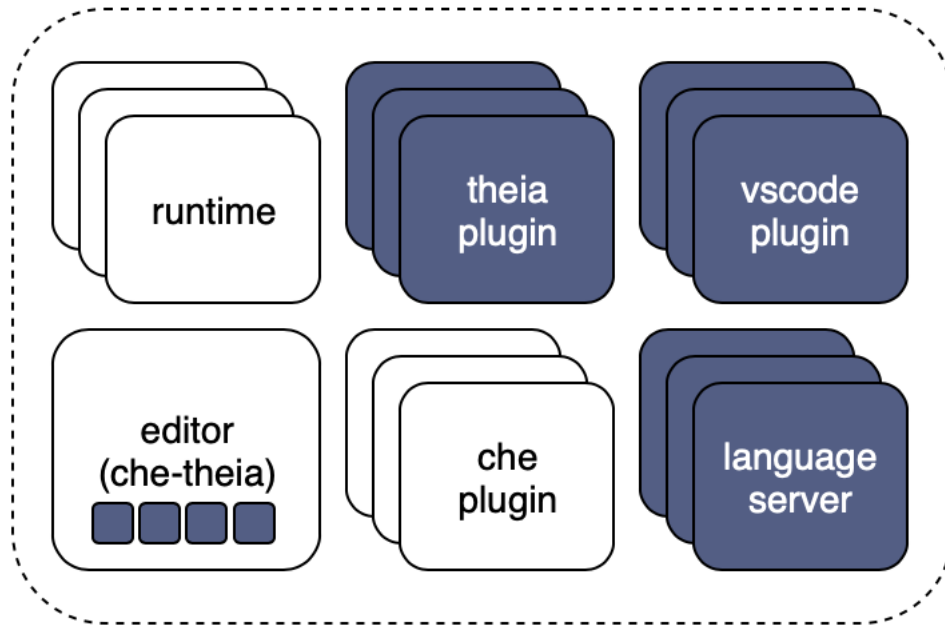 runtime
theia
plugin
vscode
plugin
editor
(che-theia)
che
plugin
language
server